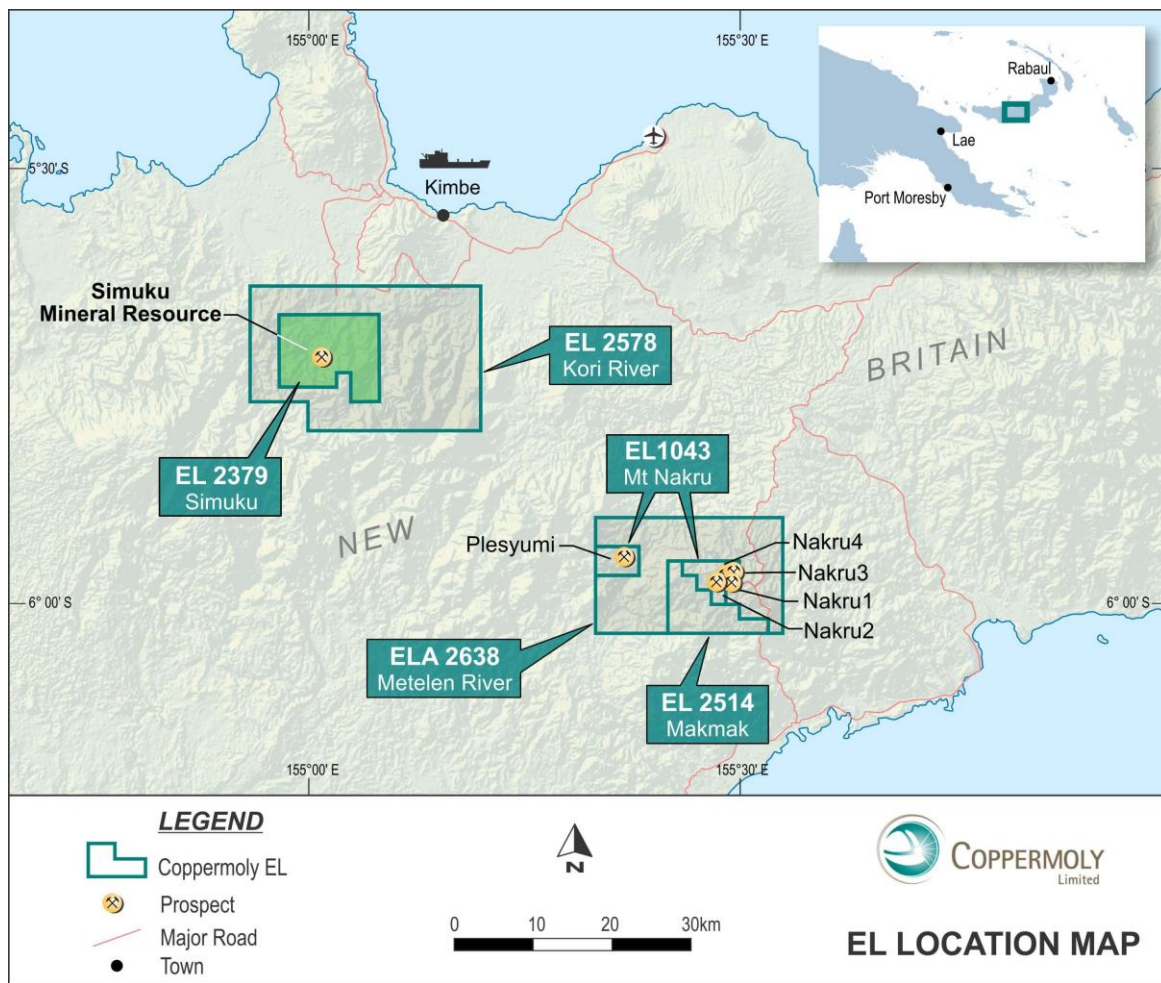 155° 00' E
155° 30' E
Rabaul
Lae
Port Moresby
5° 30' S
5° 30' S
Kimbe
Simuku
Mineral Resource
EL 2578
Kori River
BRITAIN
EL 2379
Simuku
EL1043
Mt Nakru
NEW
Plesyumi
Nakru4
Nakru3
Nakru1
Nakru2
6° 00' S
6° 00' S
ELA 2638
Metelen River
EL 2514
Makmak
155° 00' E
155° 30' E
LEGEND
Coppermoly EL
Prospect
Major Road
Town
N
0 10 20 30km
COPPERMOLY
Limited
EL LOCATION MAP